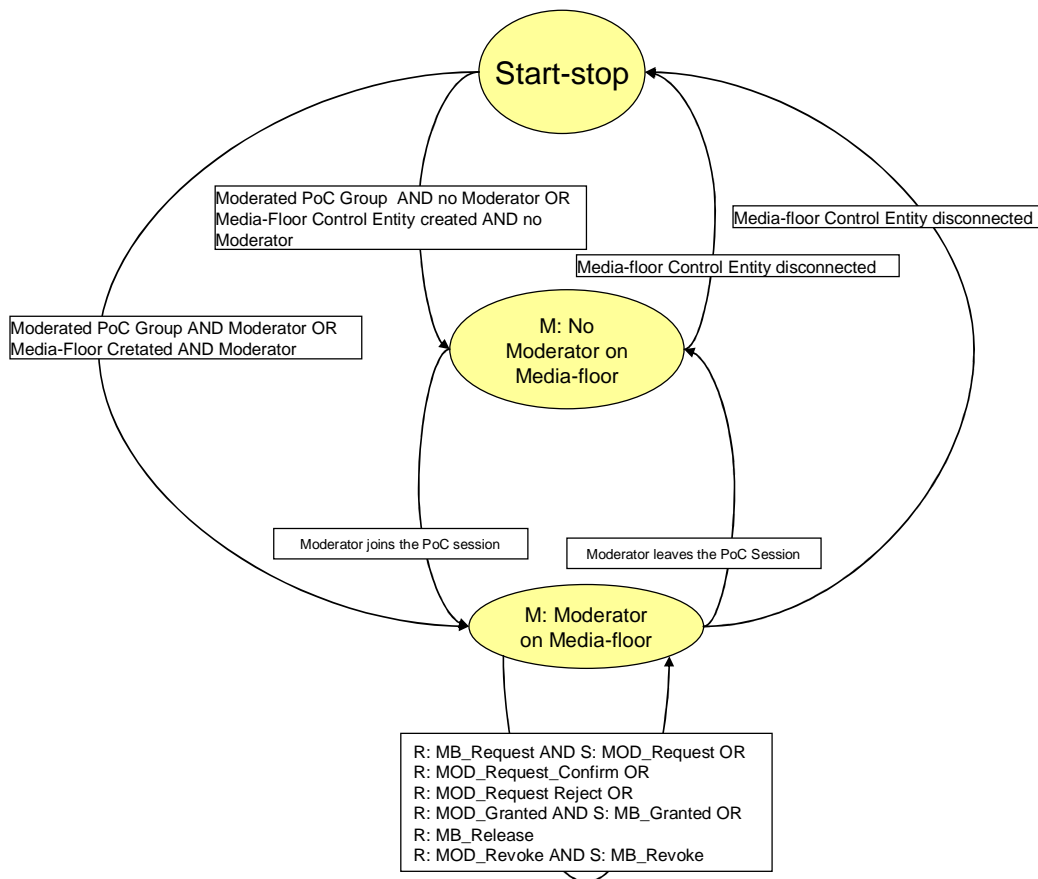 Start-stop
Moderated PoC Group AND no Moderator OR
Media-Floor Control Entity created AND no
Moderator
Media-floor Control Entity disconnected
Media-floor Control Entity disconnected
Moderated PoC Group AND Moderator OR
Media-Floor Cretated AND Moderator
M: No
Moderator on
Media-floor
Moderator joins the PoC session
Moderator leaves the PoC Session
M: Moderator
on Media-floor
R: MB_Request AND S: MOD_Request OR
R: MOD_Request_Confirm OR
R: MOD_Request Reject OR
R: MOD_Granted AND S: MB_Granted OR
R: MB_Release
R: MOD_Revoke AND S: MB_Revoke